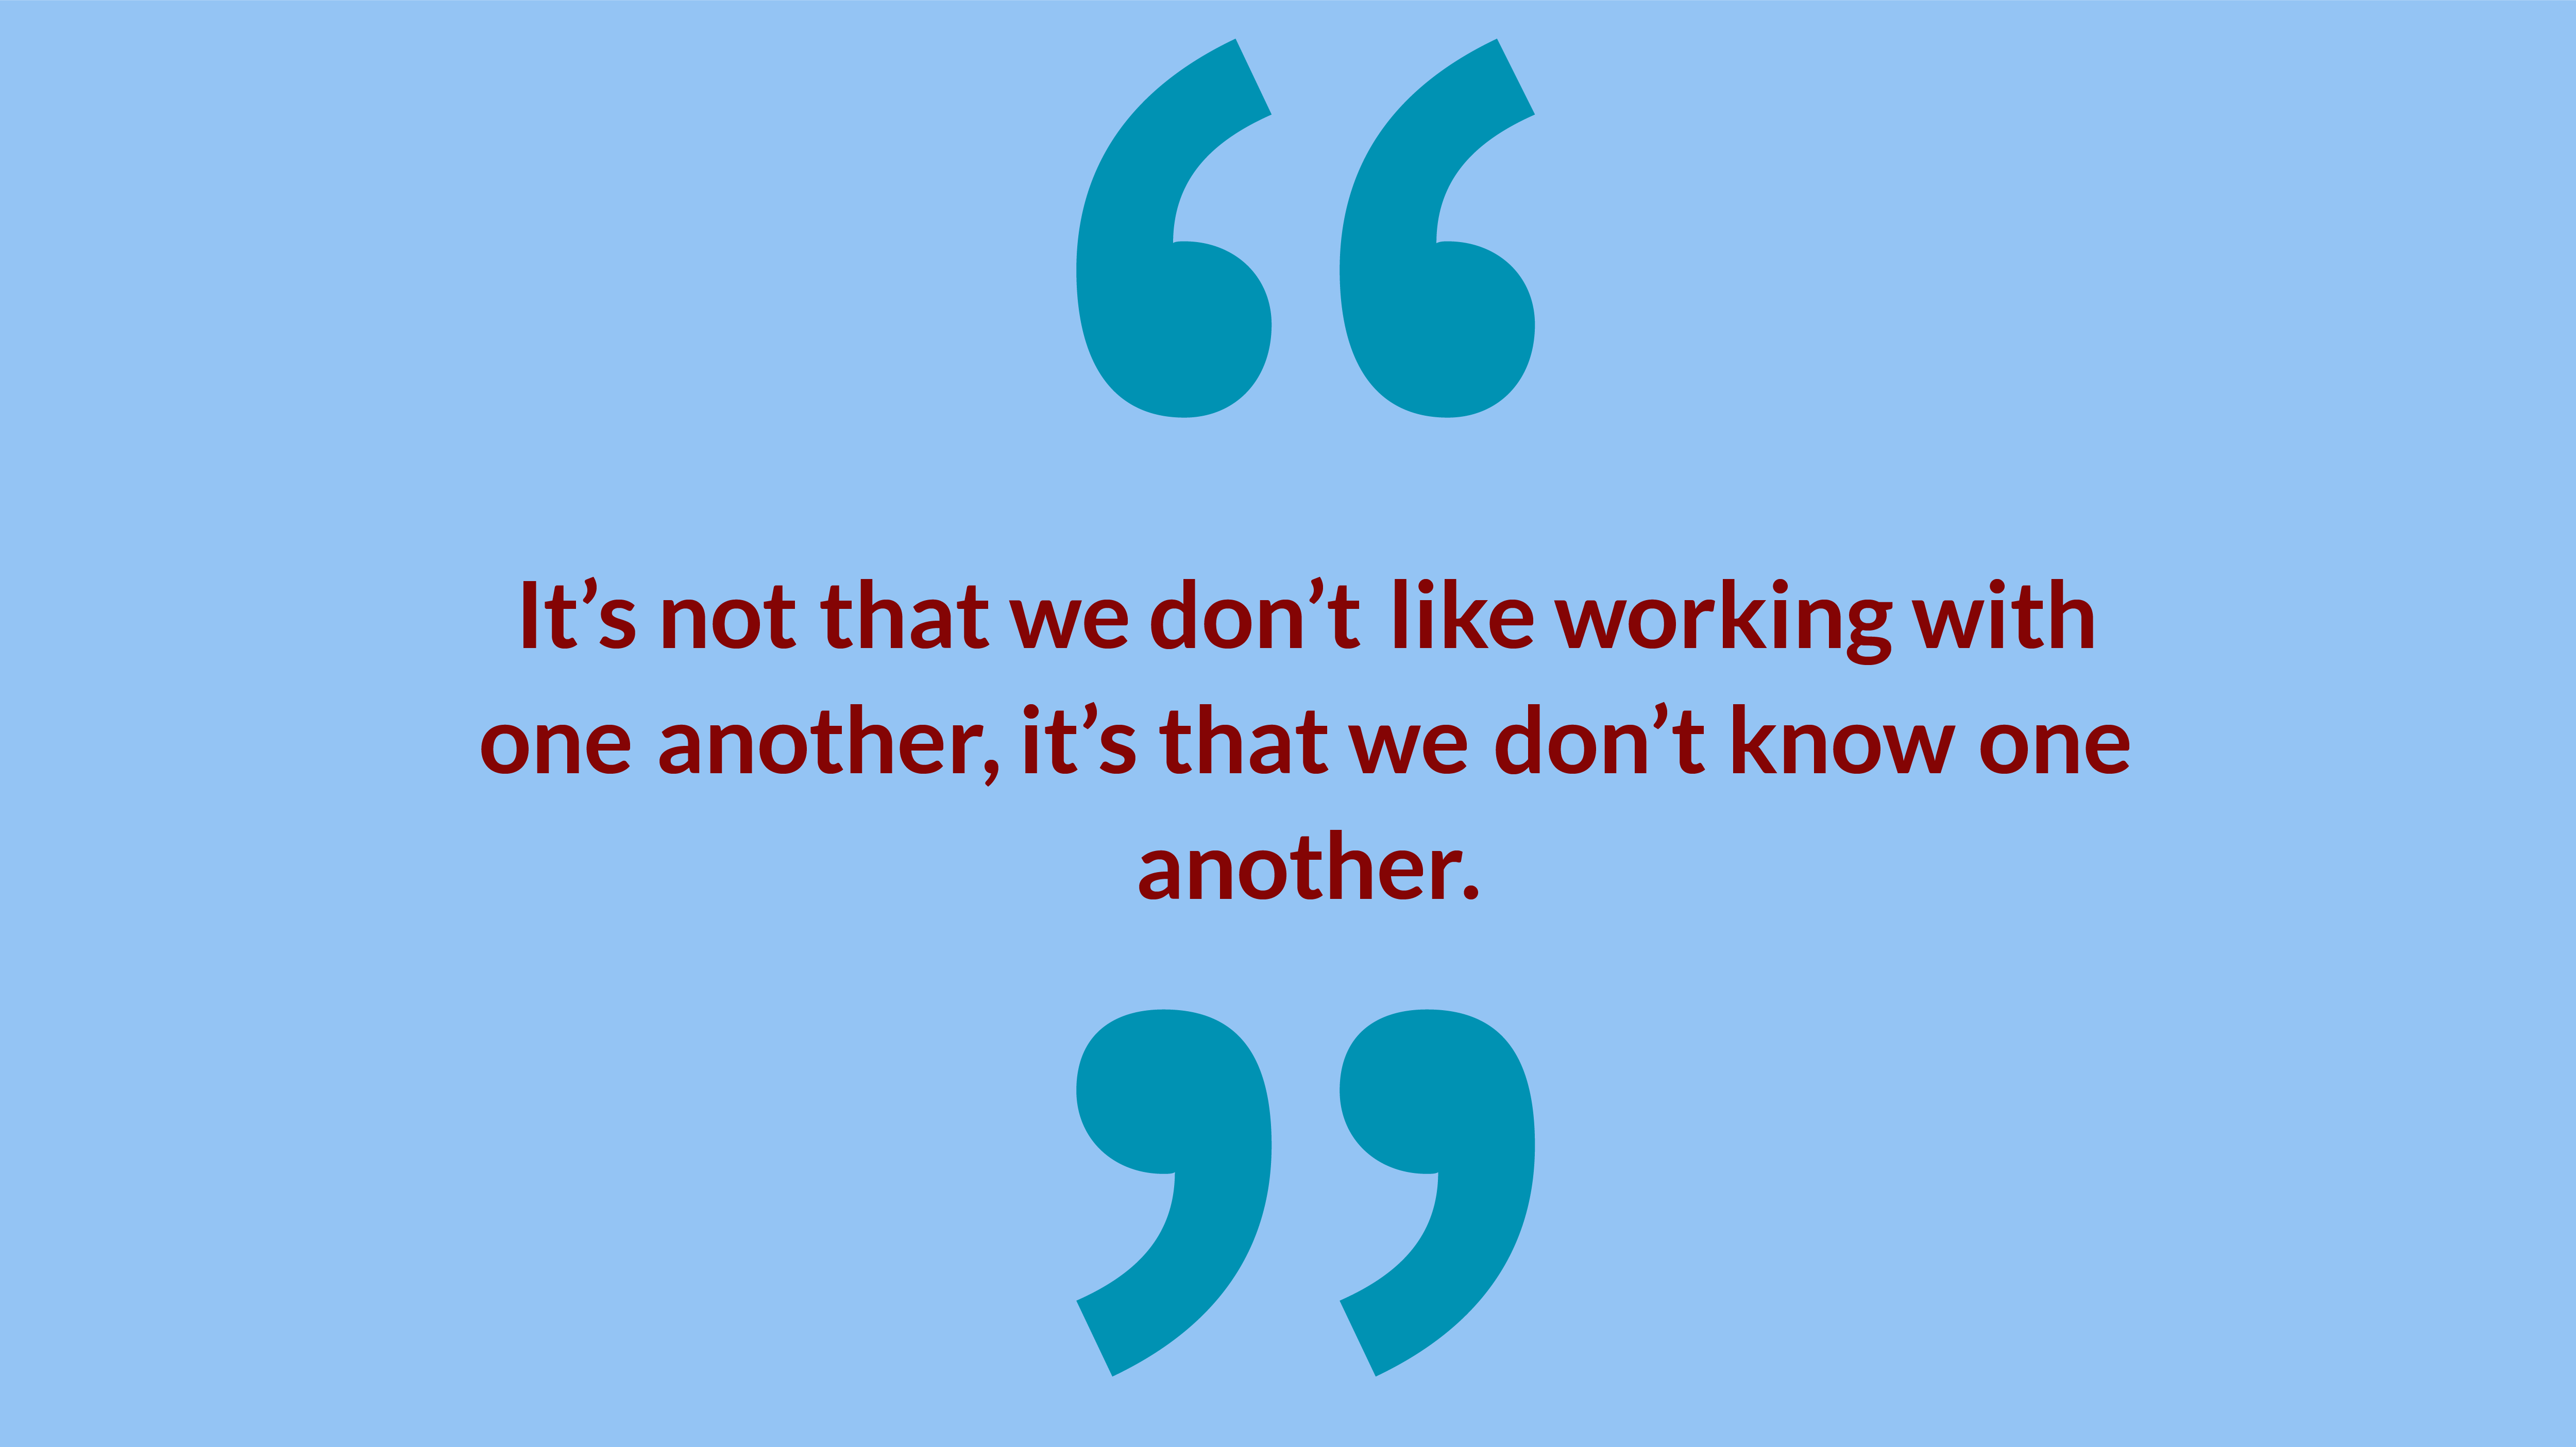 “
It’s not that we don’t like working with
one another, it’s that we don’t know one
another.
”